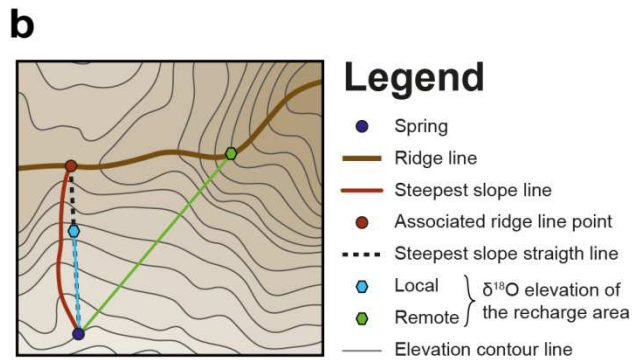 b
Legend
Spring
Ridge line
Steepest slope line
Associated ridge line point
Steepest slope straigth line
Local
Remote
δ¹⁸O elevation of
the recharge area
Elevation contour line